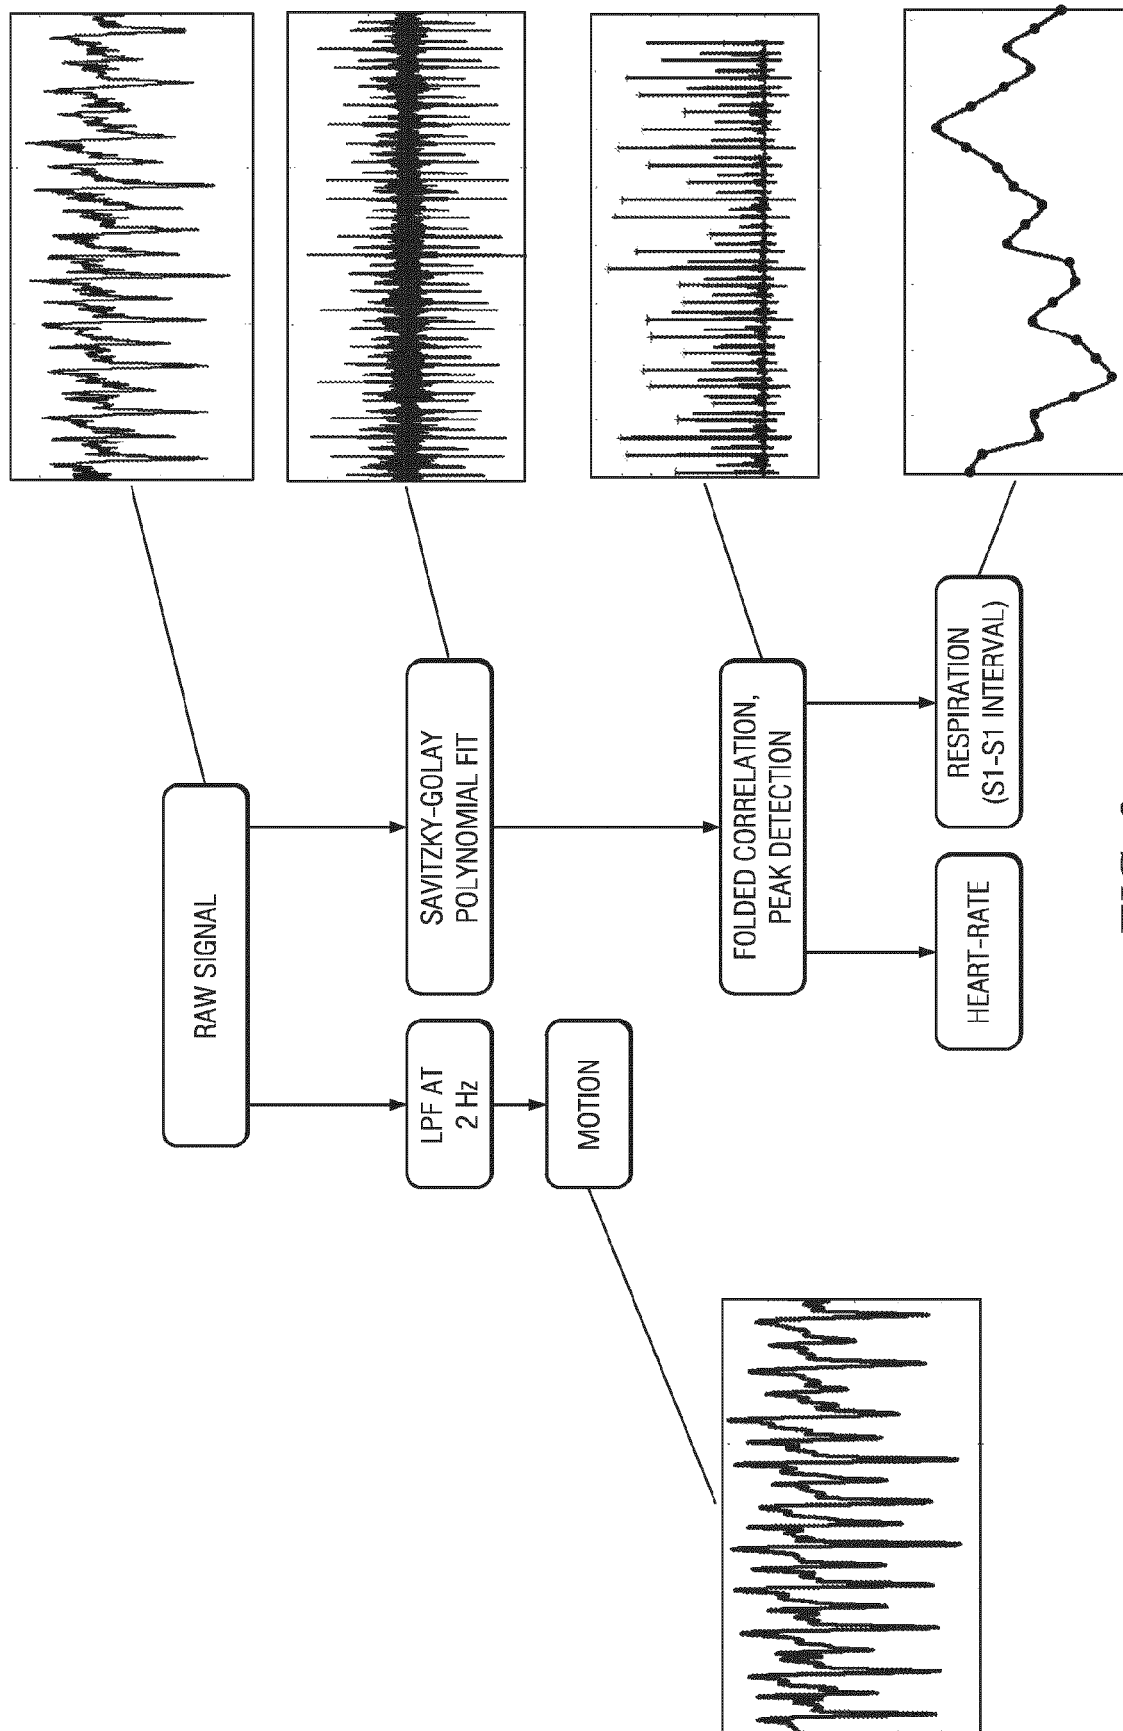 RAW SIGNAL
LPF AT
2 Hz
SAVITZKY-GOLAY
POLYNOMIAL FIT
MOTION
FOLDED CORRELATION,
PEAK DETECTION
HEART-RATE
RESPIRATION
(S1-S1 INTERVAL)